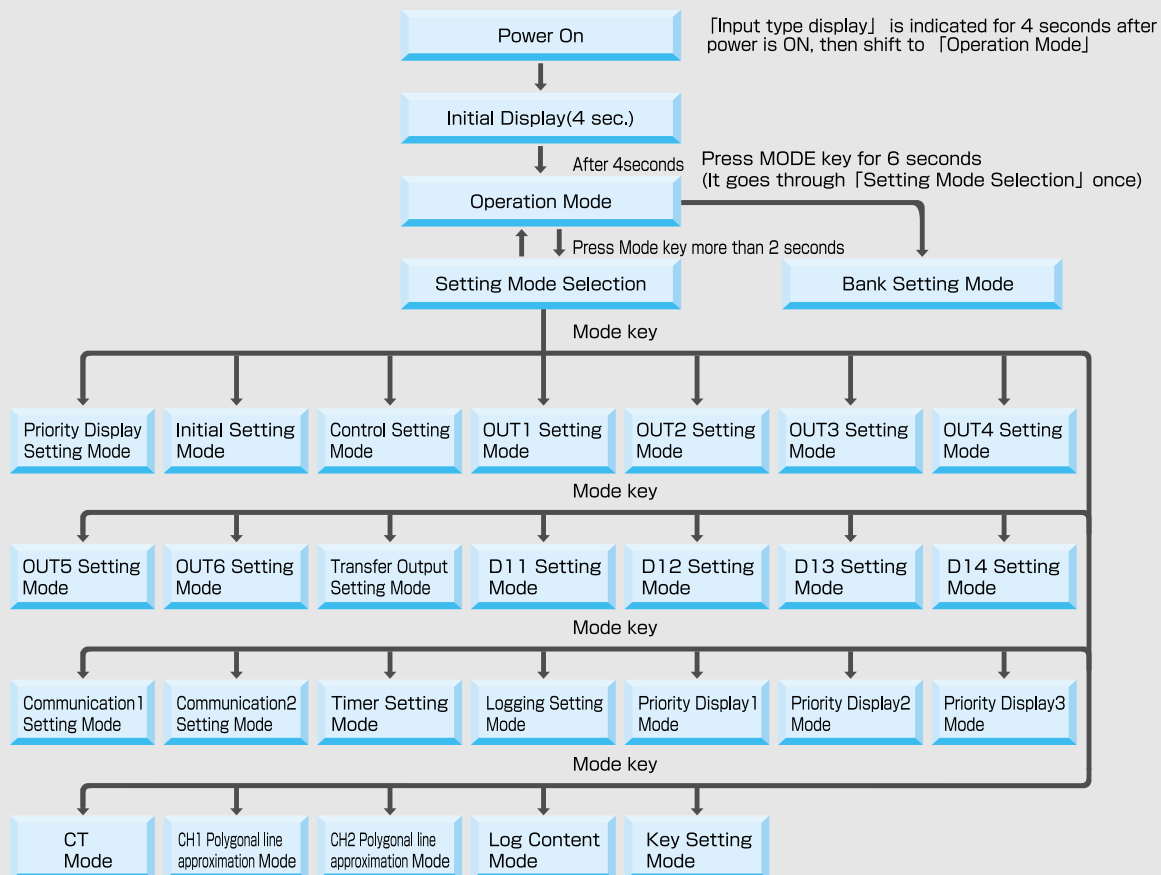 Power On
「Input type display」 is indicated for 4 seconds after
power is ON, then shift to 「Operation Mode」
Initial Display(4 sec.)
After 4seconds
Press MODE key for 6 seconds
(It goes through 「Setting Mode Selection」 once)
Operation Mode
Press Mode key more than 2 seconds
Setting Mode Selection
Bank Setting Mode
Mode key
Priority Display
Setting Mode
Initial Setting
Mode
Control Setting
Mode
OUT1 Setting
Mode
OUT2 Setting
Mode
OUT3 Setting
Mode
OUT4 Setting
Mode
Mode key
OUT5 Setting
Mode
OUT6 Setting
Mode
Transfer Output
Setting Mode
D11 Setting
Mode
D12 Setting
Mode
D13 Setting
Mode
D14 Setting
Mode
Mode key
Communication1
Setting Mode
Communication2
Setting Mode
Timer Setting
Mode
Logging Setting
Mode
Priority Display1
Mode
Priority Display2
Mode
Priority Display3
Mode
Mode key
CT
Mode
CH1 Polygonal line
approximation Mode
CH2 Polygonal line
approximation Mode
Log Content
Mode
Key Setting
Mode